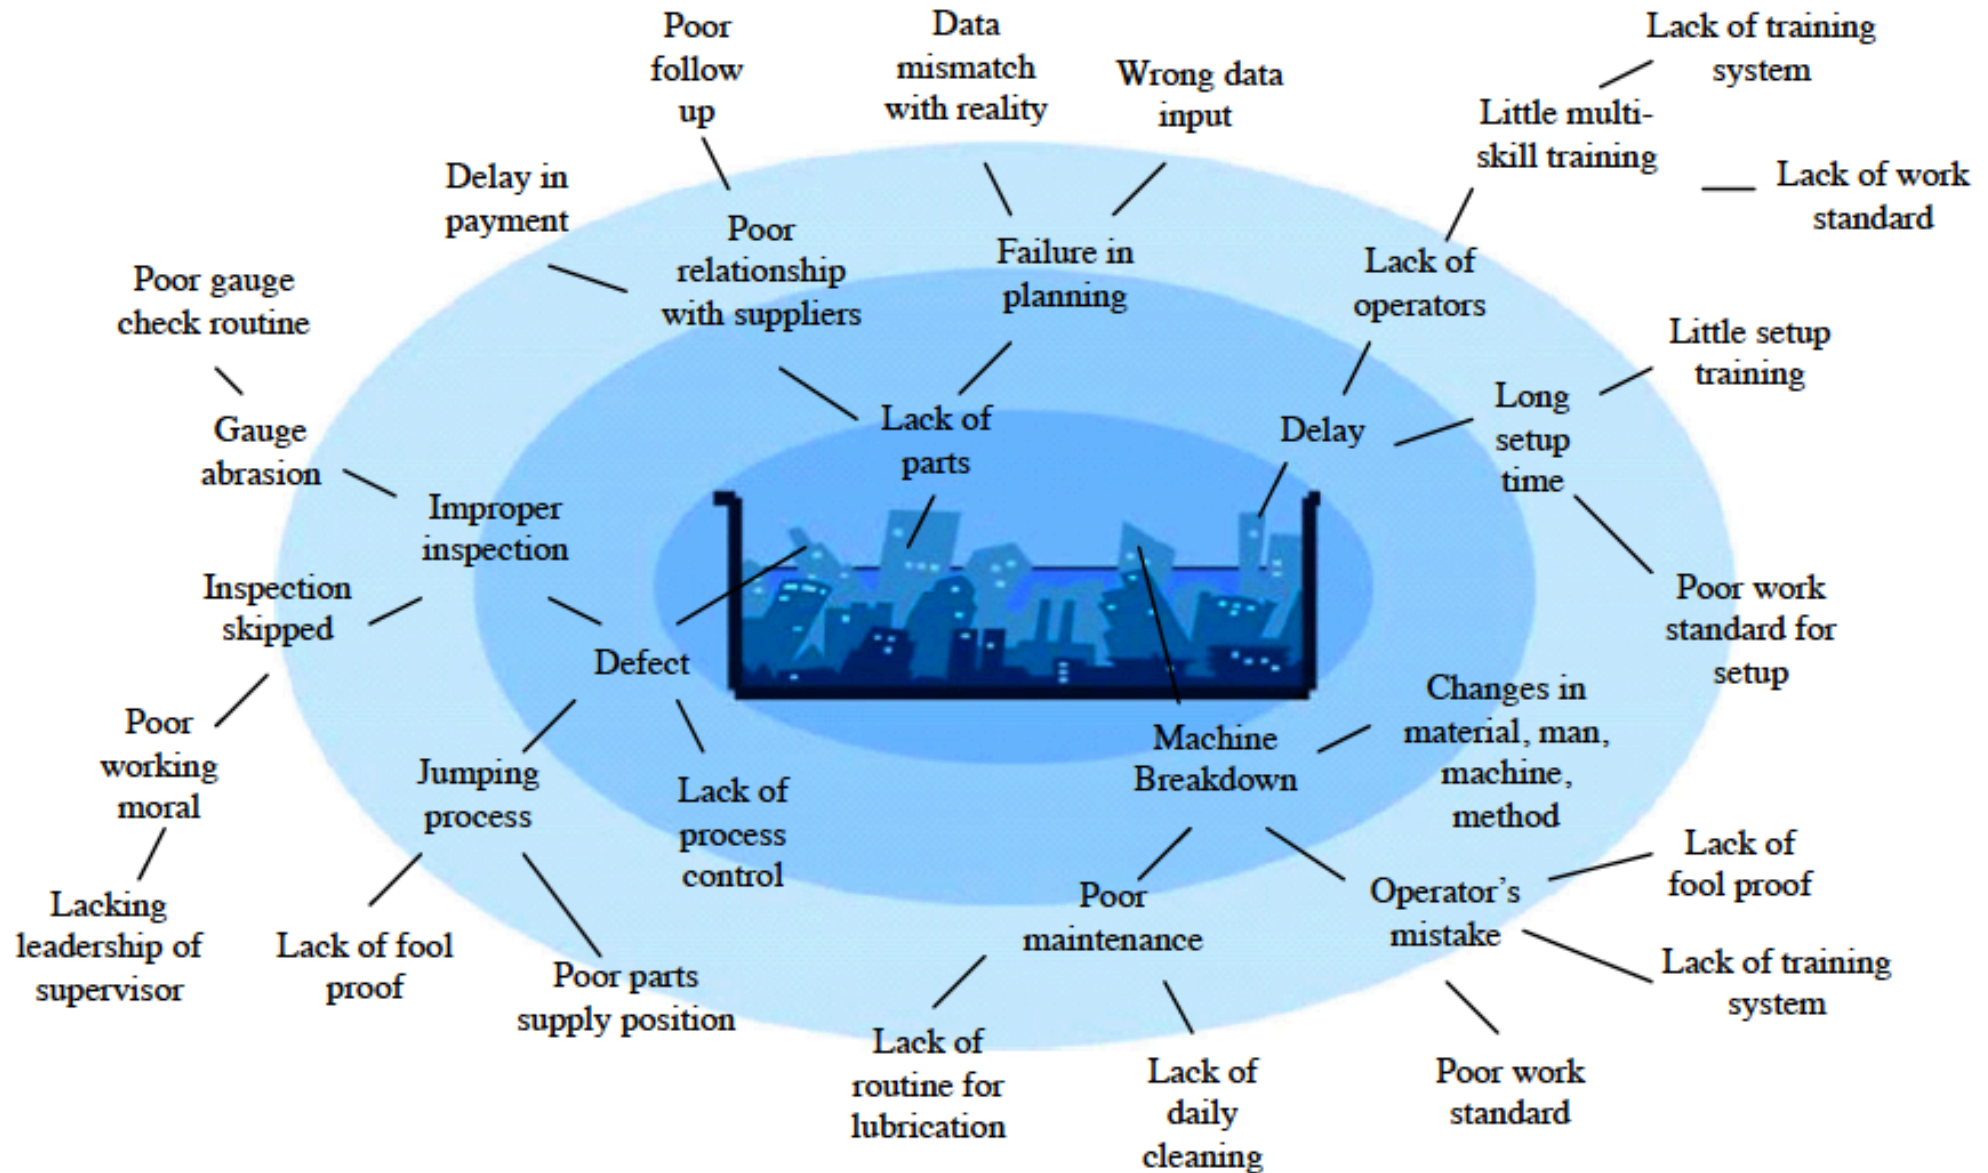 Poor
follow
up
Data
mismatch
with reality
Wrong data
input
Lack of training
system
Little multi-
skill training
Lack of work
standard
Delay in
payment
Poor
relationship
with suppliers
Failure in
planning
Lack of
operators
Poor gauge
check routine
Little setup
training
Long
setup
time
Gauge
abrasion
Lack of
parts
Delay
Improper
inspection
Inspection
skipped
Poor work
standard for
setup
Defect
Changes in
material, man,
machine,
method
Machine
Breakdown
Poor
working
moral
Jumping
process
Lack of
process
control
Lack of
fool proof
Poor
maintenance
Operator’s
mistake
Lacking
leadership of
supervisor
Lack of fool
proof
Poor parts
supply position
Lack of training
system
Lack of
routine for
lubrication
Lack of
daily
cleaning
Poor work
standard